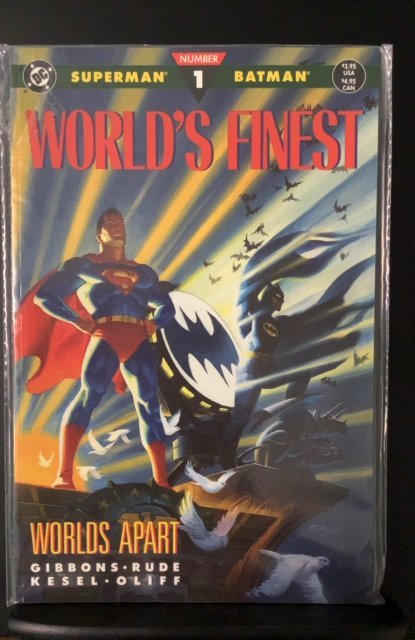 DC
SUPERMAN
NUMBER
1
BATMAN
$3.95
USA
$4.95
CAN
WORLD'S FINEST
WORLDS APART
GIBBONS · RUDE
KESEL · OLIFF